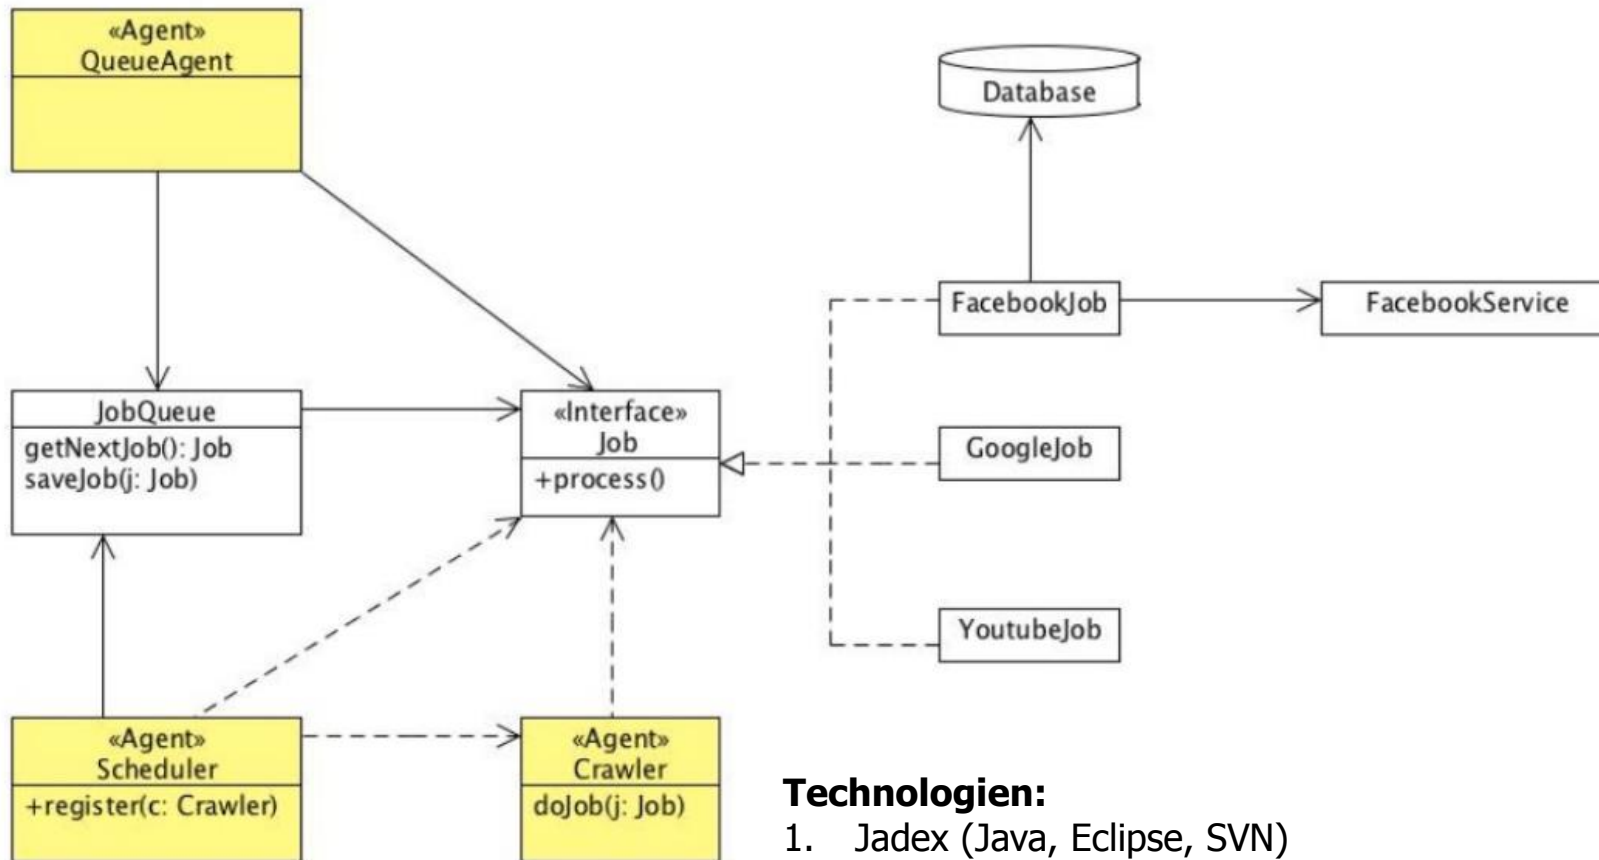 «Agent»
QueueAgent
Database
FacebookJob
FacebookService
JobQueue
getNextJob(): Job
saveJob(j: Job)
«Interface»
Job
+process()
GoogleJob
YoutubeJob
«Agent»
Scheduler
+register(c: Crawler)
«Agent»
Crawler
doJob(j: Job)
Technologien:
1. Jadex (Java, Eclipse, SVN)